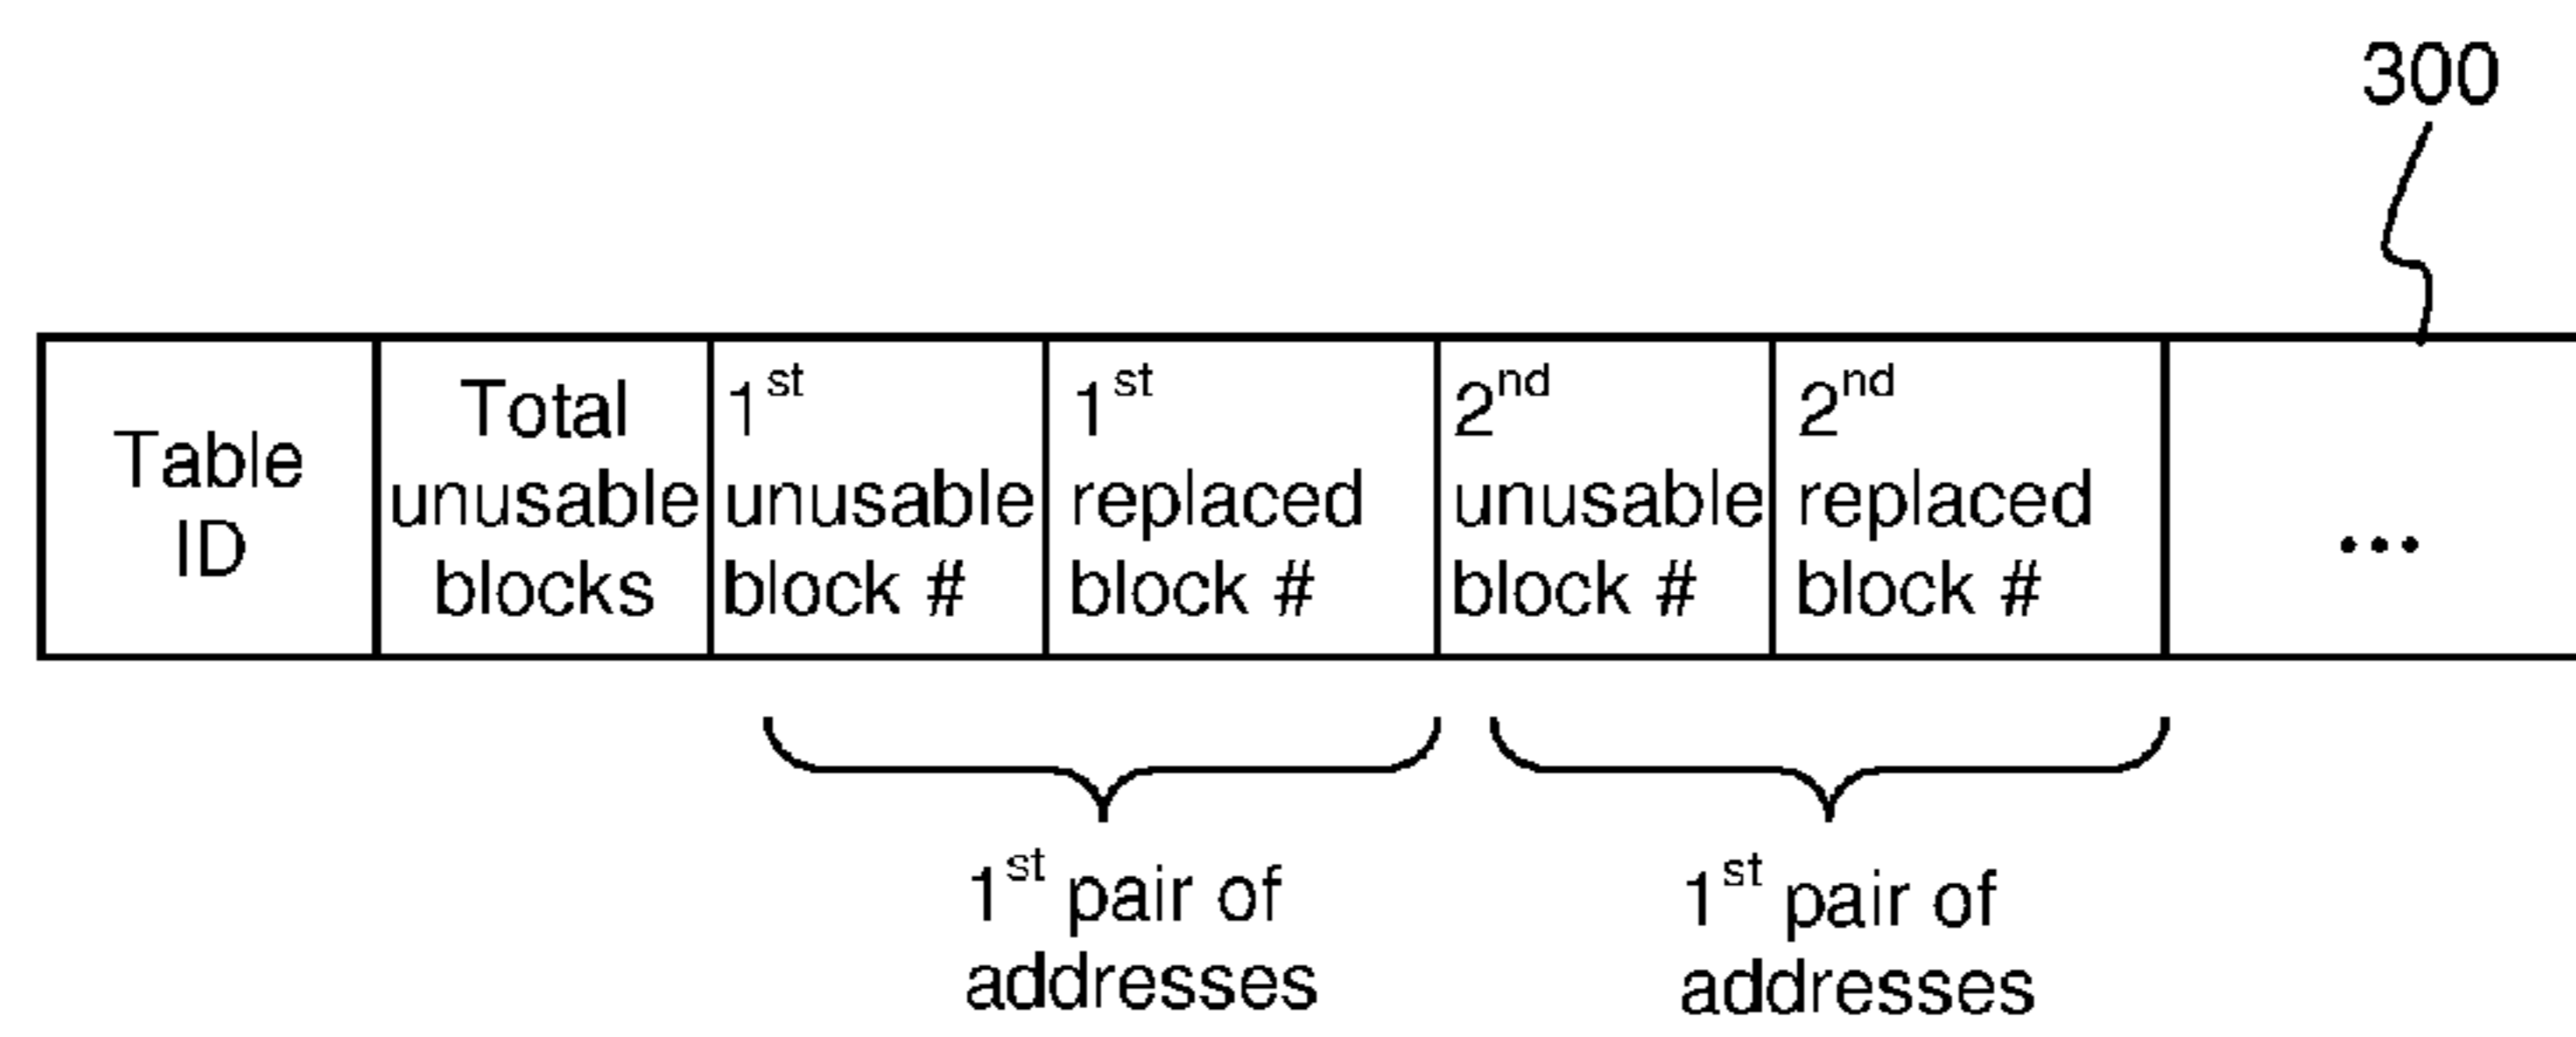 300
Table
ID
Total
unusable
blocks
1st
unusable
block #
1st
replaced
block #
2nd
unusable
block #
2nd
replaced
block #
...
1st pair of
addresses
1st pair of
addresses